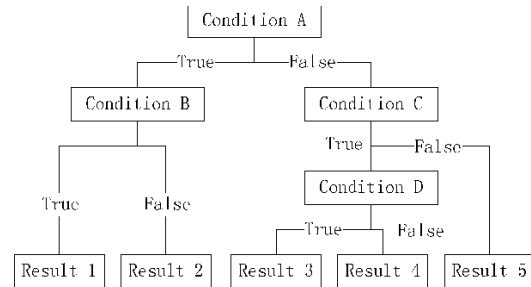 Condition A
True False
Condition B Condition C
True False
Condition D
True False
True False
Result 1 Result 2 Result 3 Result 4 Result 5